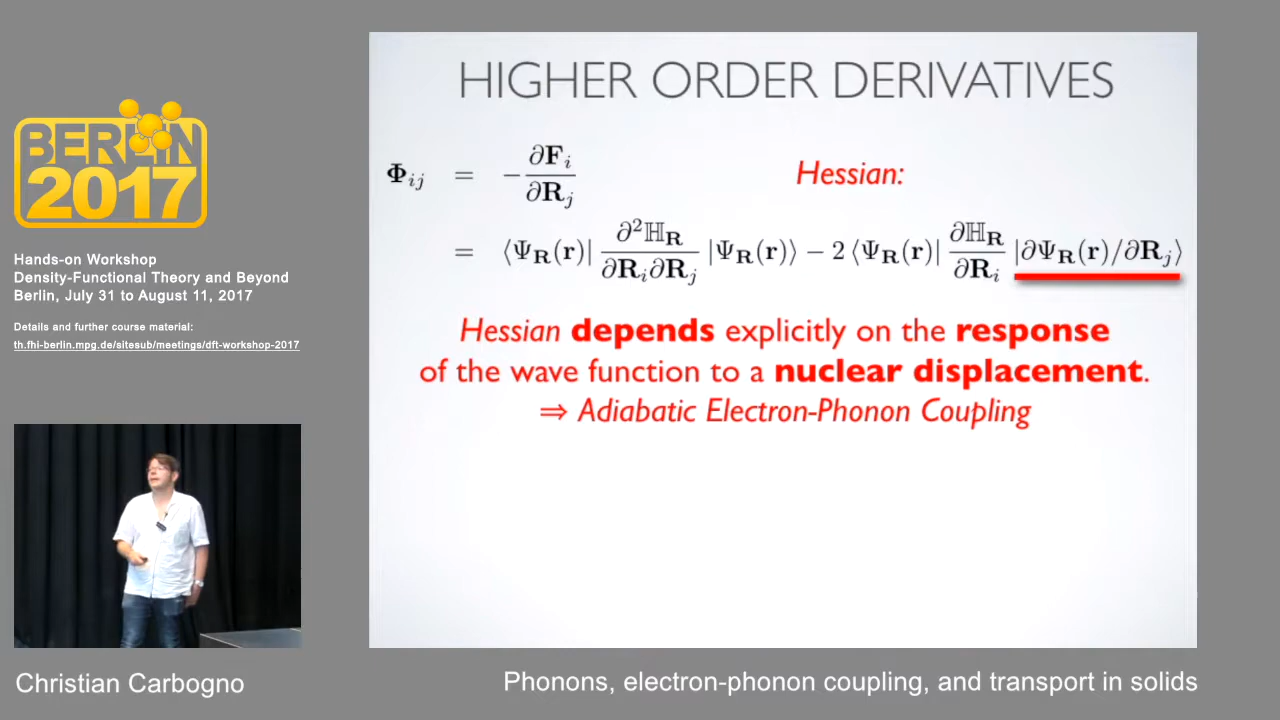 BERLIN
2017
Hands-on Workshop
Density-Functional Theory and Beyond
Berlin, July 31 to August 11, 2017
Details and further course material:
th.fhi-berlin.mpg.de/sitesub/meetings/dft-workshop-2017
HIGHER ORDER DERIVATIVES
Φij = − ∂Fi / ∂Rj
Hessian:
= ⟨ΨR(r)| ∂²ℍR / ∂Ri∂Rj |ΨR(r)⟩ − 2 ⟨ΨR(r)| ∂ℍR / ∂Ri |∂ΨR(r)/∂Rj⟩
Hessian depends explicitly on the response
of the wave function to a nuclear displacement.
⇒ Adiabatic Electron-Phonon Coupling
Christian Carbogno
Phonons, electron-phonon coupling, and transport in solids